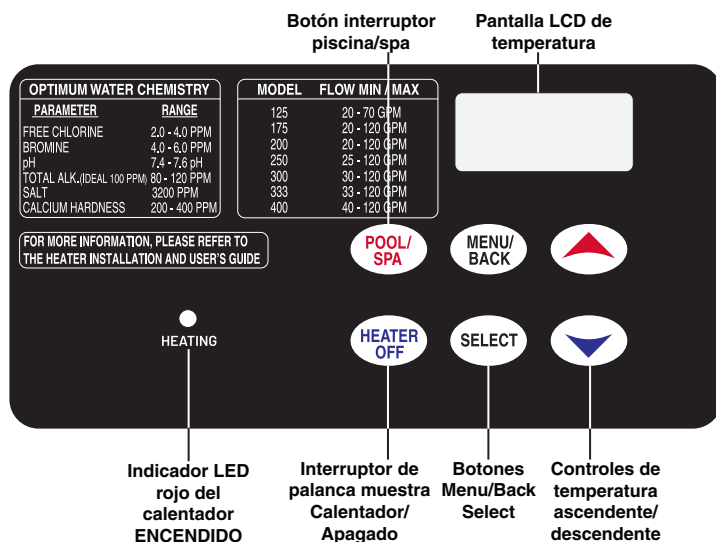 Botón interruptor
piscina/spa
Pantalla LCD de
temperatura
OPTIMUM WATER CHEMISTRY
PARAMETER RANGE
FREE CHLORINE 2.0 - 4.0 PPM
BROMINE 4.0 - 6.0 PPM
pH 7.4 - 7.6 pH
TOTAL ALK.(IDEAL 100 PPM) 80 - 120 PPM
SALT 3200 PPM
CALCIUM HARDNESS 200 - 400 PPM
MODEL FLOW MIN / MAX
125 20 - 70 GPM
175 20 - 120 GPM
200 20 - 120 GPM
250 25 - 120 GPM
300 30 - 120 GPM
333 33 - 120 GPM
400 40 - 120 GPM
FOR MORE INFORMATION, PLEASE REFER TO
THE HEATER INSTALLATION AND USER'S GUIDE
POOL/
SPA
MENU/
BACK
HEATING
HEATER
OFF
SELECT
Indicador LED
rojo del
calentador
ENCENDIDO
Interruptor de
palanca muestra
Calentador/
Apagado
Botones
Menu/Back
Select
Controles de
temperatura
ascendente/
descendente